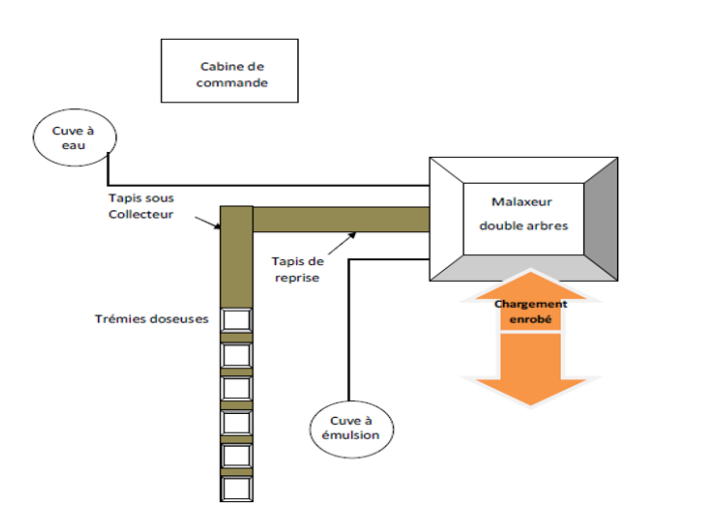 Cabine de
commande
Cuve à
eau
Tapis sous
Collecteur
Malaxeur
double arbres
Tapis de
reprise
Chargement
enrobé
Trémies doseuses
Cuve à
émulsion